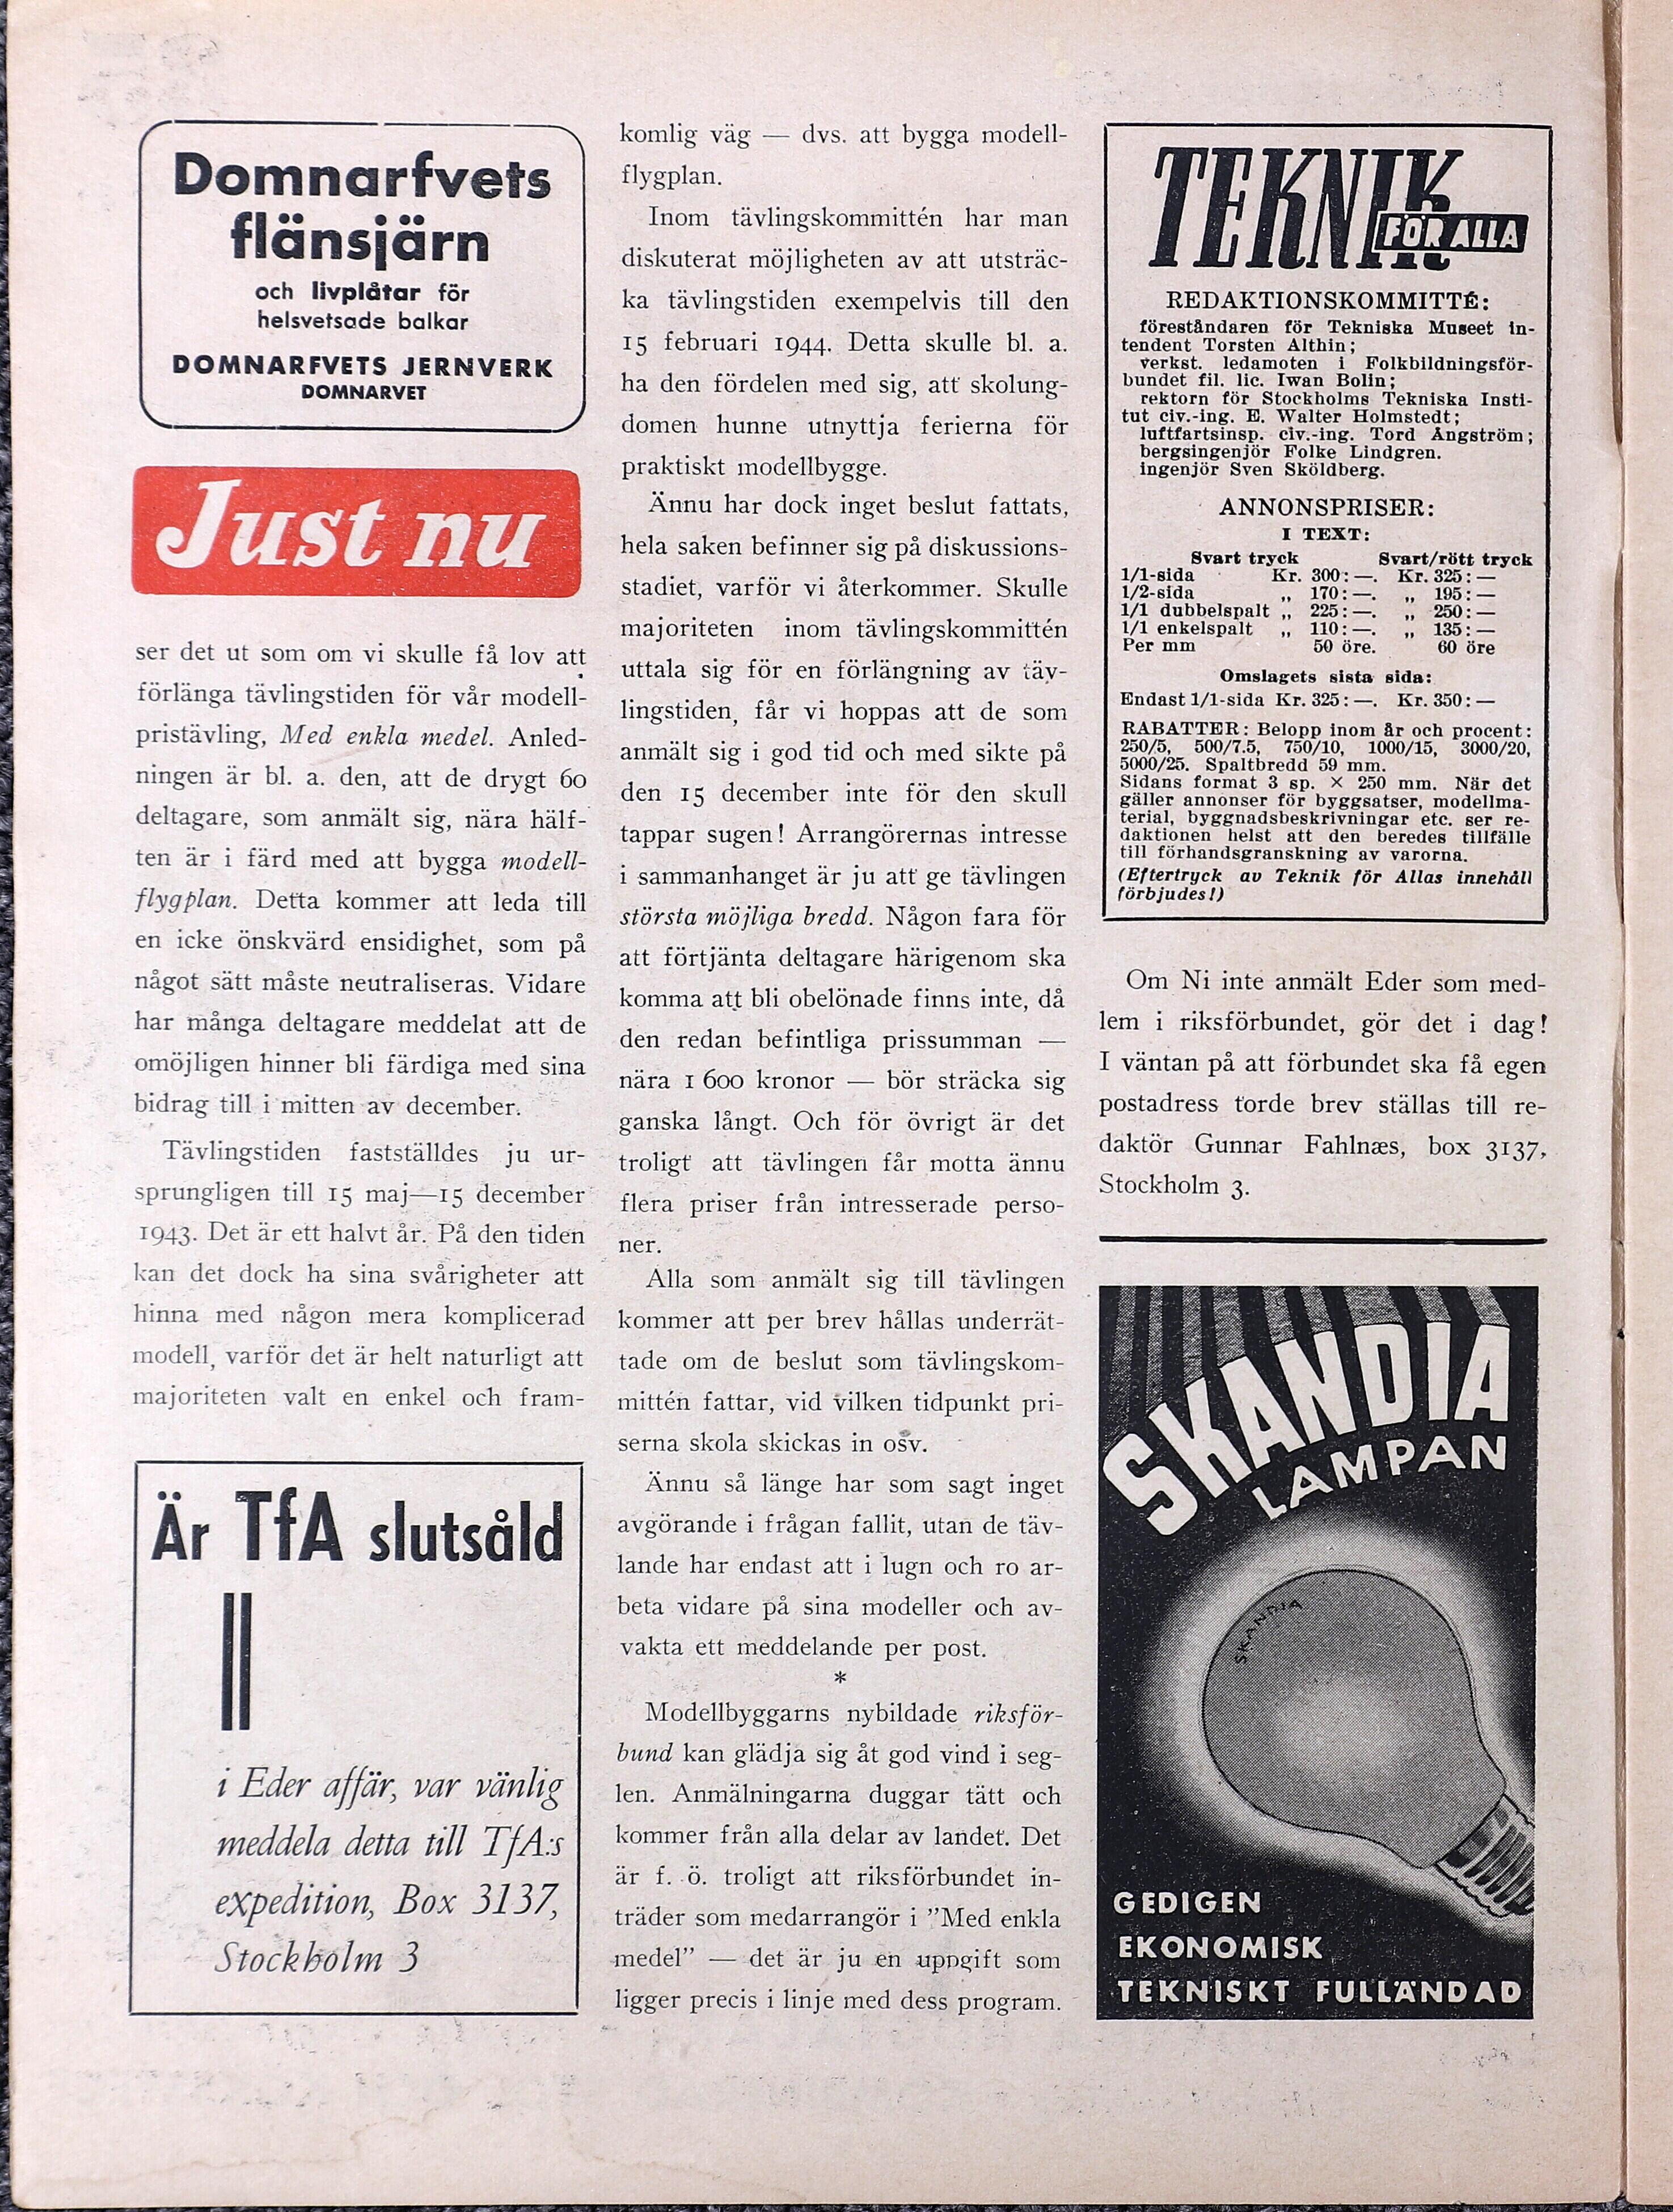 Domnarfvets
flänsjärn
och livplåtar för
helsvetsade balkar
DOMNARFVETS JERNVERK
DOMNARVET
Just nu
ser det ut som om vi skulle få lov att
förlänga tävlingstiden för vår modell-
pristävling, Med enkla medel. Anled-
ningen är bl. a. den, att de drygt 60
deltagare, som anmält sig, nära hälf-
ten är i färd med att bygga modell-
flygplan. Detta kommer att leda till
en icke önskvärd ensidighet, som på
något sätt måste neutraliseras. Vidare
har många deltagare meddelat att de
omöjligen hinner bli färdiga med sina
bidrag till i mitten av december.
Tävlingstiden fastställdes ju ur-
sprungligen till 15 maj—15 december
1943. Det är ett halvt år. På den tiden
kan det dock ha sina svårigheter att
hinna med någon mera komplicerad
modell, varför det är helt naturligt att
majoriteten valt en enkel och fram-
Är TfA slutsåld
i Eder affär, var vänlig
meddela detta till TfA:s
expedition, Box 3137,
Stockholm 3
komlig väg — dvs. att bygga modell-
flygplan.
Inom tävlingskommittén har man
diskuterat möjligheten av att utsträc-
ka tävlingstiden exempelvis till den
15 februari 1944. Detta skulle bl. a.
ha den fördelen med sig, att skolung-
domen hunne utnyttja ferierna för
praktiskt modellbygge.
Ännu har dock inget beslut fattats,
hela saken befinner sig på diskussions-
stadiet, varför vi återkommer. Skulle
majoriteten inom tävlingskommittén
uttala sig för en förlängning av täv-
lingstiden, får vi hoppas att de som
anmält sig i god tid och med sikte på
den 15 december inte för den skull
tappar sugen! Arrangörernas intresse
i sammanhanget är ju att ge tävlingen
största möjliga bredd. Någon fara för
att förtjänta deltagare härigenom ska
komma att bli obelönade finns inte, då
den redan befintliga prissumman —
nära 1 600 kronor — bör sträcka sig
ganska långt. Och för övrigt är det
troligt att tävlingen får motta ännu
flera priser från intresserade perso-
ner.
Alla som anmält sig till tävlingen
kommer att per brev hållas underrät-
tade om de beslut som tävlingskom-
mittén fattar, vid vilken tidpunkt pri-
serna skola skickas in osv.
Ännu så länge har som sagt inget
avgörande i frågan fallit, utan de täv-
lande har endast att i lugn och ro ar-
beta vidare på sina modeller och av-
vakta ett meddelande per post.
*
Modellbyggarns nybildade riksför-
bund kan glädja sig åt god vind i seg-
len. Anmälningarna duggar tätt och
kommer från alla delar av landet. Det
är f. ö. troligt att riksförbundet in-
träder som medarrangör i ”Med enkla
medel” — det är ju en uppgift som
ligger precis i linje med dess program.
TEKNIK
FÖR ALLA
REDAKTIONSKOMMITTÉ:
föreståndaren för Tekniska Museet in-
tendent Torsten Althin;
verkst. ledamoten i Folkbildningsför-
bundet fil. lic. Iwan Bolin;
rektorn för Stockholms Tekniska Insti-
tut civ.-ing. E. Walter Holmstedt;
luftfartsinsp. civ.-ing. Tord Ångström;
bergsingenjör Folke Lindgren.
ingenjör Sven Sköldberg.
ANNONSPRISER:
I TEXT:
Svart tryck Svart/rött tryck
1/1-sida Kr. 300:—. Kr. 325:—
1/2-sida „ 170:—. „ 195:—
1/1 dubbelspalt „ 225:—. „ 250:—
1/1 enkelspalt „ 110:—. „ 135:—
Per mm 50 öre. 60 öre
Omslagets sista sida:
Endast 1/1-sida Kr. 325:—. Kr. 350:—
RABATTER: Belopp inom år och procent:
250/5, 500/7.5, 750/10, 1000/15, 3000/20,
5000/25. Spaltbredd 59 mm.
Sidans format 3 sp. × 250 mm. När det
gäller annonser för byggsatser, modellma-
terial, byggnadsbeskrivningar etc. ser re-
daktionen helst att den beredes tillfälle
till förhandsgranskning av varorna.
(Eftertryck av Teknik för Allas innehåll
förbjudes!)
Om Ni inte anmält Eder som med-
lem i riksförbundet, gör det i dag!
I väntan på att förbundet ska få egen
postadress torde brev ställas till re-
daktör Gunnar Fahlnæs, box 3137,
Stockholm 3.
SKANDIA
LAMPAN
SKANDIA
GEDIGEN
EKONOMISK
TEKNISKT FULLÄNDAD